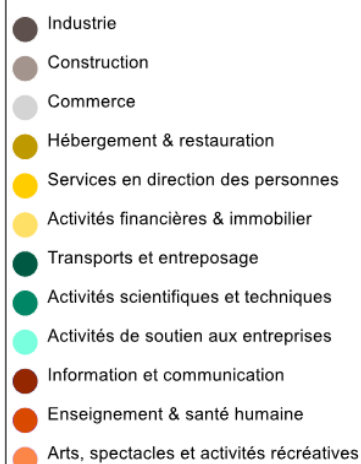 Industrie
Construction
Commerce
Hébergement & restauration
Services en direction des personnes
Activités financières & immobilier
Transports et entreposage
Activités scientifiques et techniques
Activités de soutien aux entreprises
Information et communication
Enseignement & santé humaine
Arts, spectacles et activités récréatives